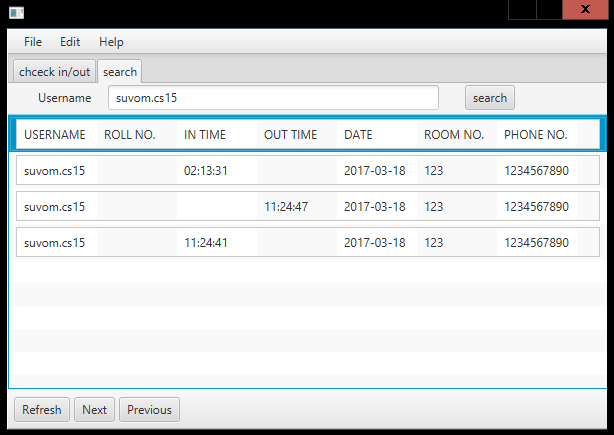 File Edit Help
chceck in/out search
Username suvom.cs15 search
USERNAME ROLL NO. IN TIME OUT TIME DATE ROOM NO. PHONE NO.
suvom.cs15 02:13:31 2017-03-18 123 1234567890
suvom.cs15 11:24:47 2017-03-18 123 1234567890
suvom.cs15 11:24:41 2017-03-18 123 1234567890
Refresh Next Previous